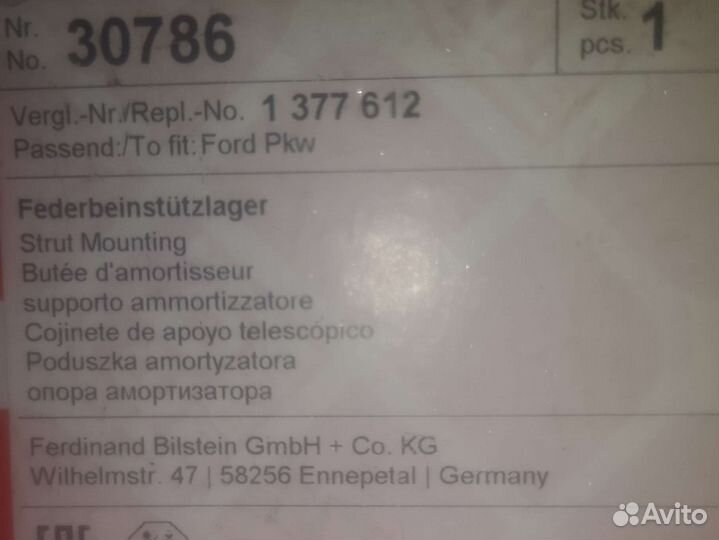 Nr.
No. 30786
Stk.
pcs. 1
Vergl.-Nr./Repl.-No. 1 377 612
Passend:/To fit: Ford Pkw
Federbeinstützlager
Strut Mounting
Butée d'amortisseur
supporto ammortizzatore
Cojinete de apoyo telescópico
Poduszka amortyzatora
опора амортизатора
Ferdinand Bilstein GmbH + Co. KG
Wilhelmstr. 47 | 58256 Ennepetal | Germany
Avito